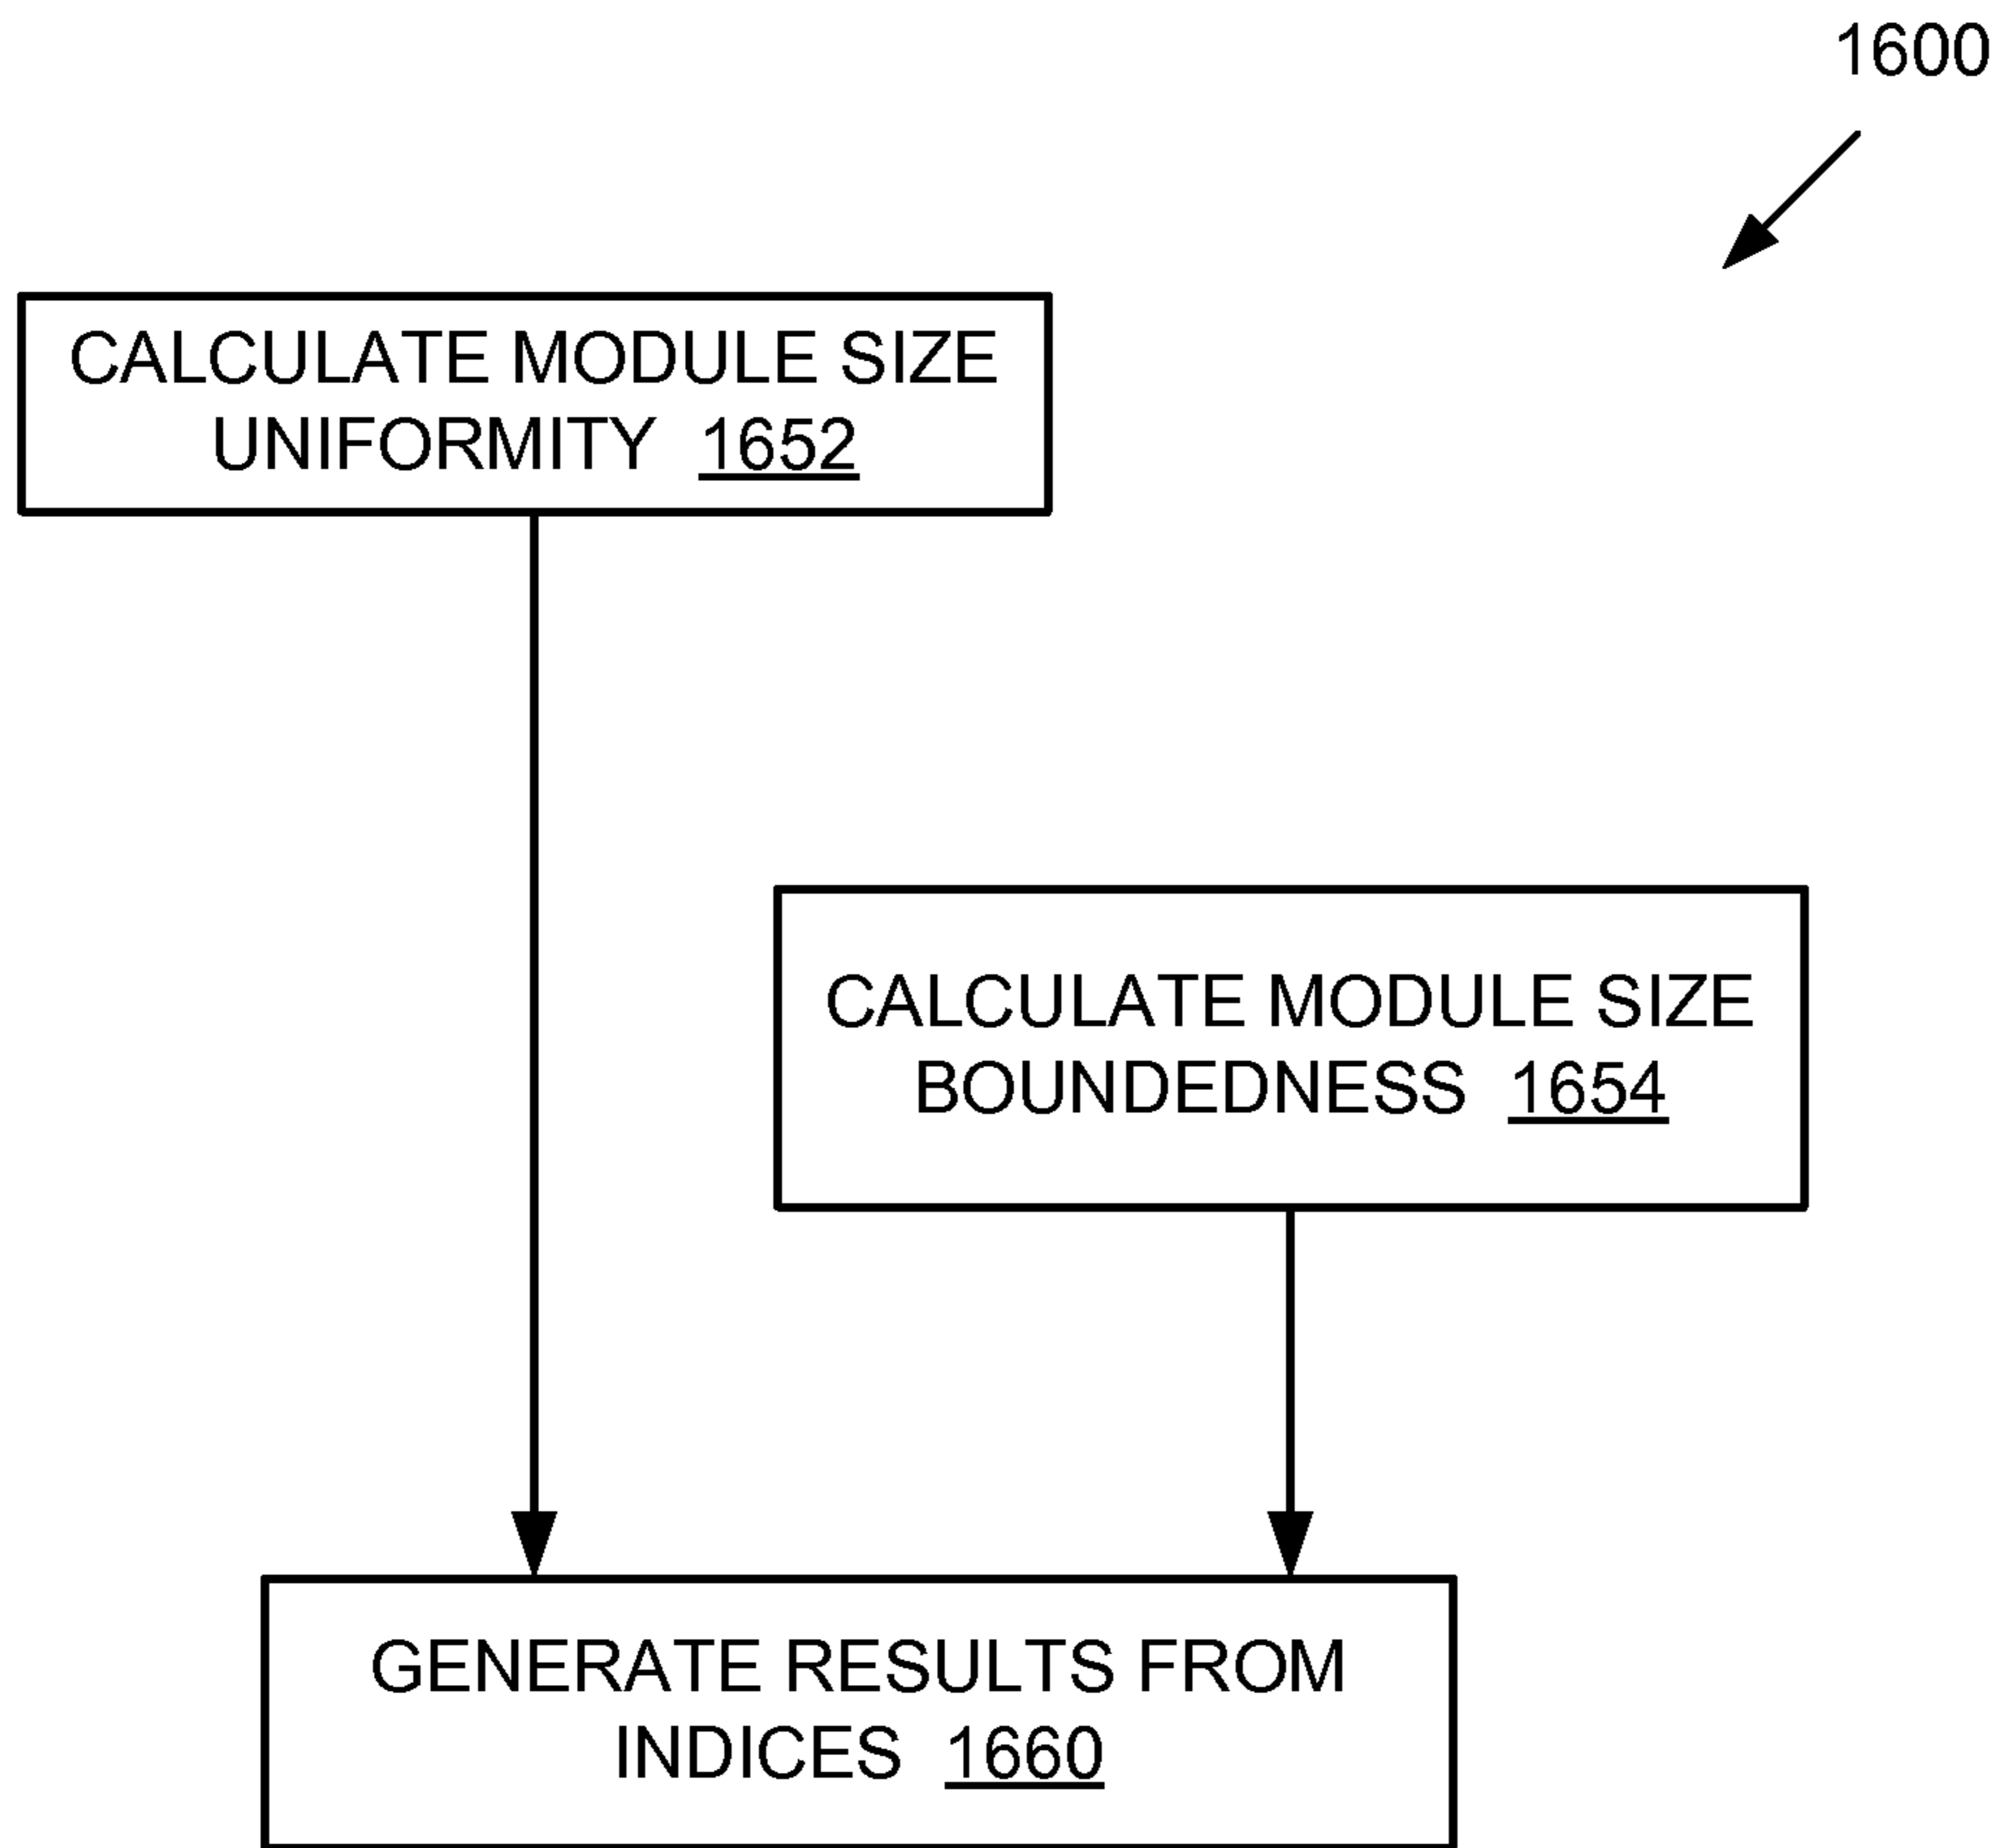 1600
CALCULATE MODULE SIZE
UNIFORMITY 1652
CALCULATE MODULE SIZE
BOUNDEDNESS 1654
GENERATE RESULTS FROM
INDICES 1660